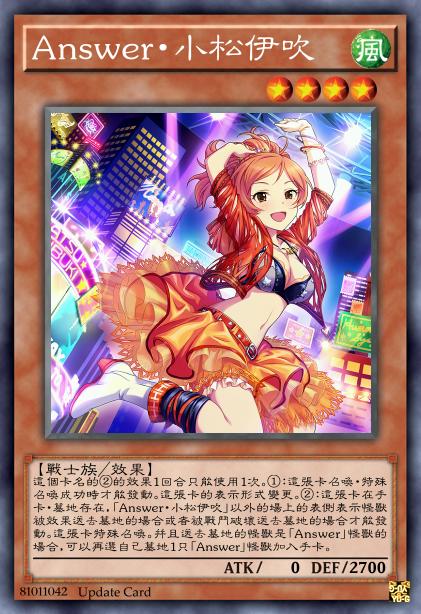 Answer・小松伊吹
風
【戰士族／效果】
這個卡名的②的效果1回合只能使用1次。①：這張卡召喚・特殊
召喚成功時才能發動。這張卡的表示形式變更。②：這張卡在手
卡・墓地存在，「Answer・小松伊吹」以外的場上的表側表示怪獸
被效果送去墓地的場合或者被戰鬥破壞送去墓地的場合才能發
動。這張卡特殊召喚。并且送去墓地的怪獸是「Answer」怪獸的
場合，可以再選自己墓地1只「Answer」怪獸加入手卡。
ATK/ 0 DEF/2700
81011042 Update Card